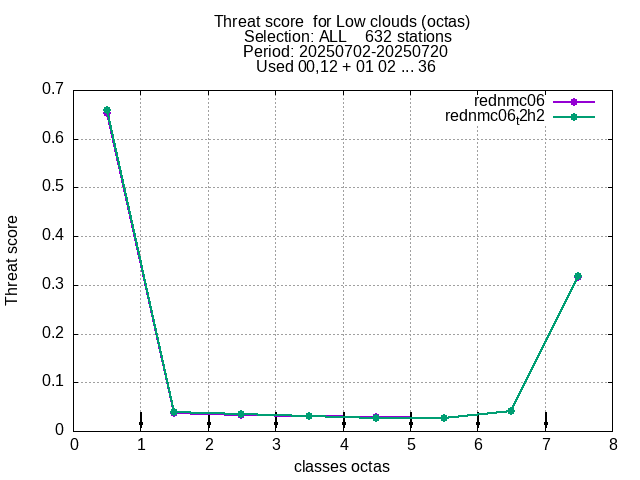 Threat score  for Low clouds (octas)
Selection: ALL    632 stations
Period: 20250702-20250720
Used 00,12 + 01 02 ... 36
rednmc06
rednmc06_t2h2
0.7
0.6
0.5
0.4
0.3
0.2
0.1
0
Threat score
0 1 2 3 4 5 6 7 8
classes octas